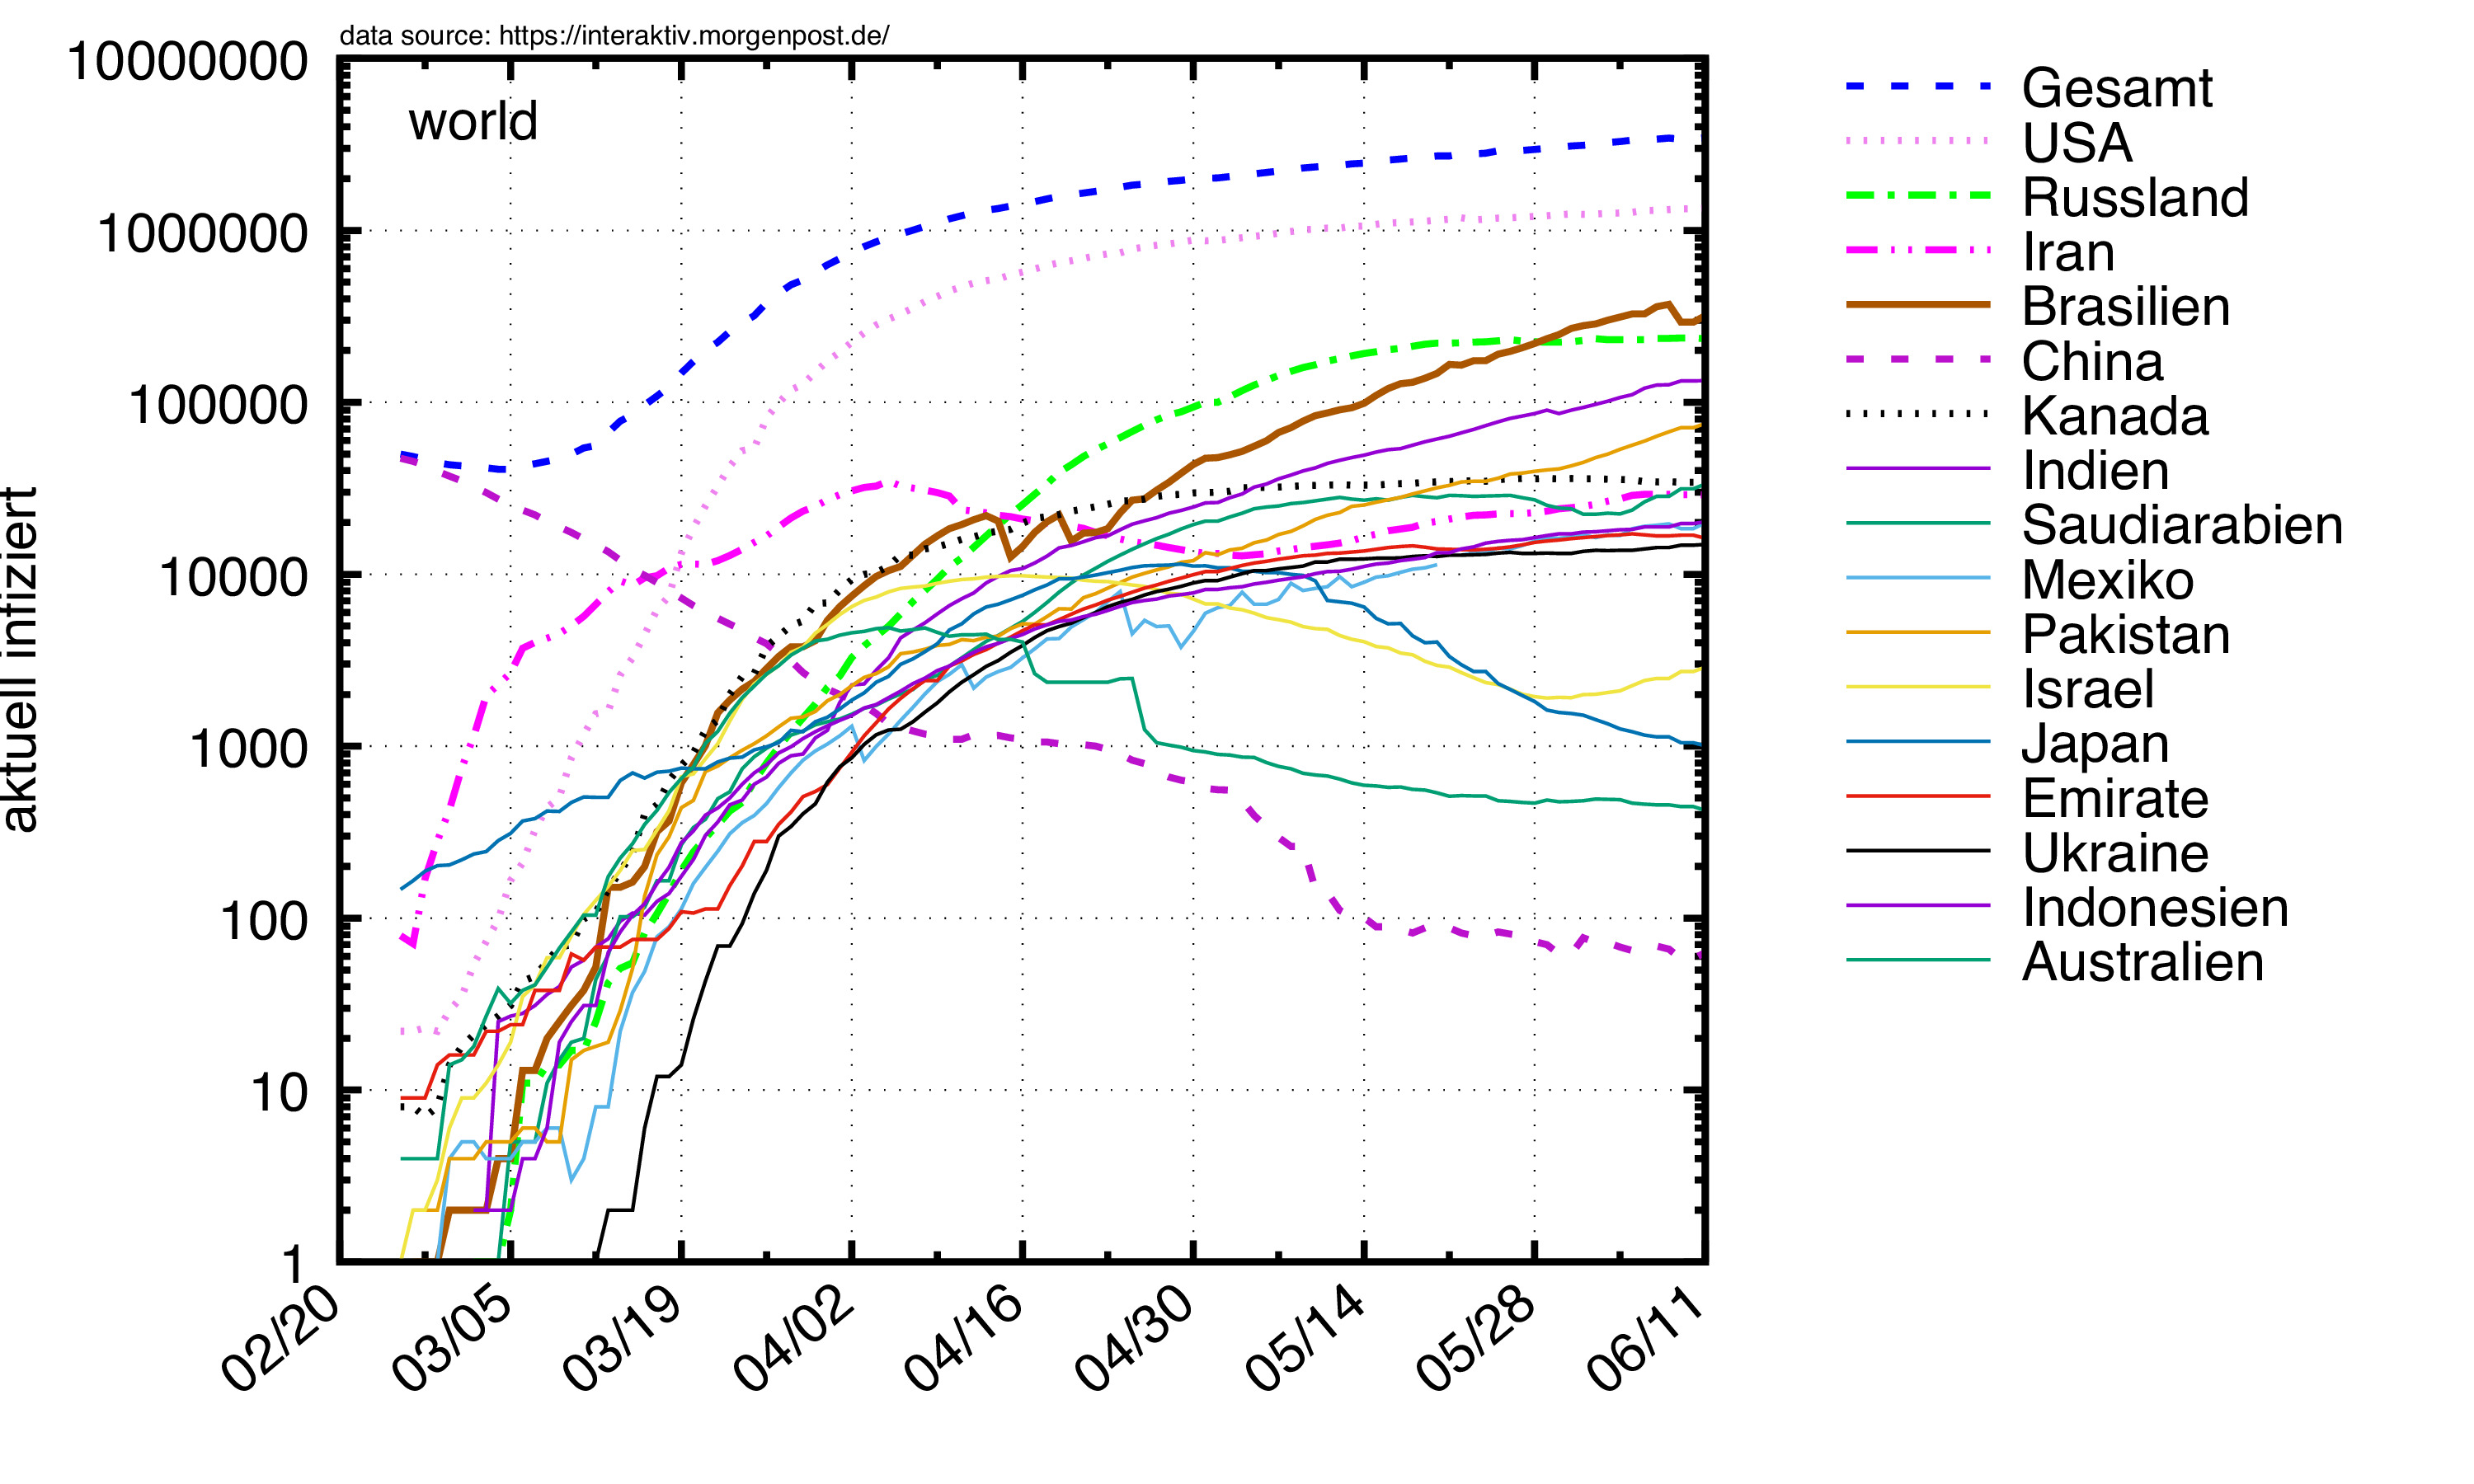 data source: https://interaktiv.morgenpost.de/
world
10000000
1000000
100000
10000
1000
100
10
1
aktuell infiziert
02/20
03/05
03/19
04/02
04/16
04/30
05/14
05/28
06/11
Gesamt
USA
Russland
Iran
Brasilien
China
Kanada
Indien
Saudiarabien
Mexiko
Pakistan
Israel
Japan
Emirate
Ukraine
Indonesien
Australien